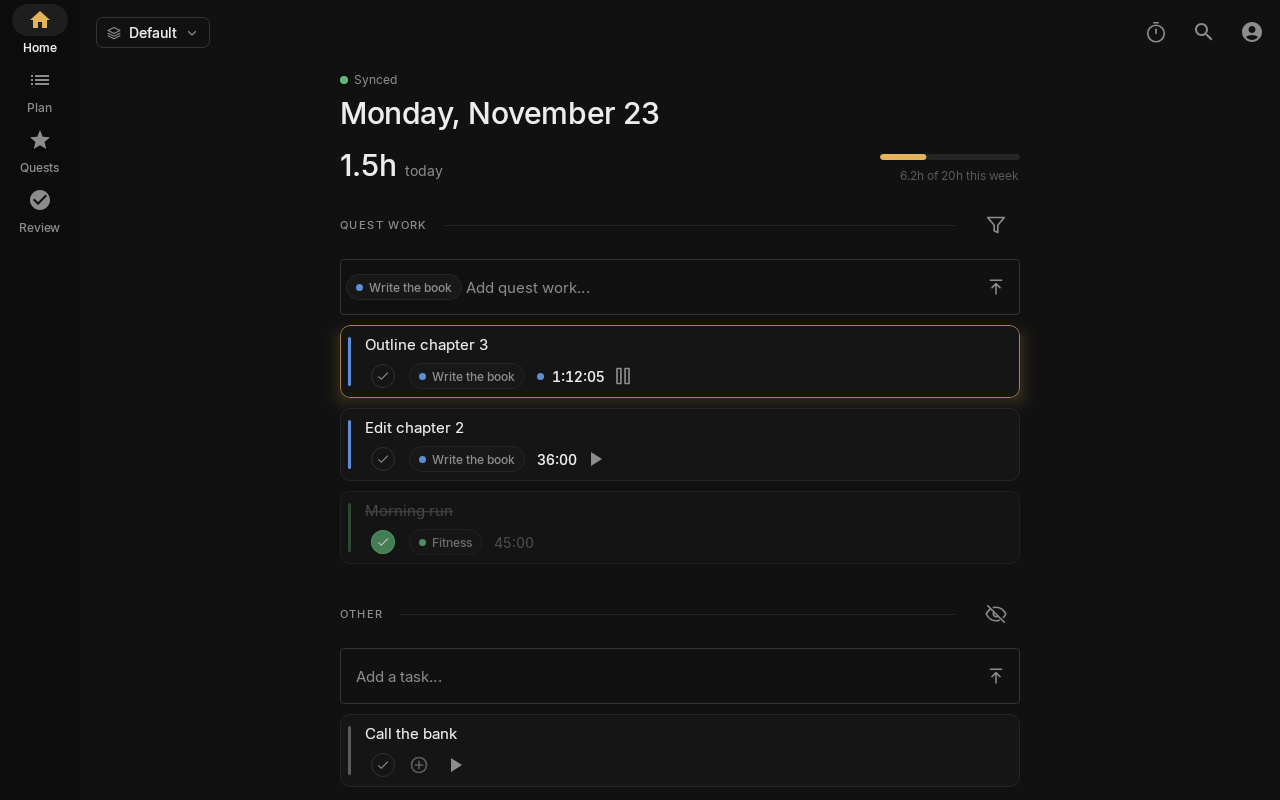 Home
Plan
Quests
Review
Default
Synced
Monday, November 23
1.5h today
6.2h of 20h this week
QUEST WORK
Write the book Add quest work...
Outline chapter 3
Write the book 1:12:05
Edit chapter 2
Write the book 36:00
Morning run
Fitness 45:00
OTHER
Add a task...
Call the bank